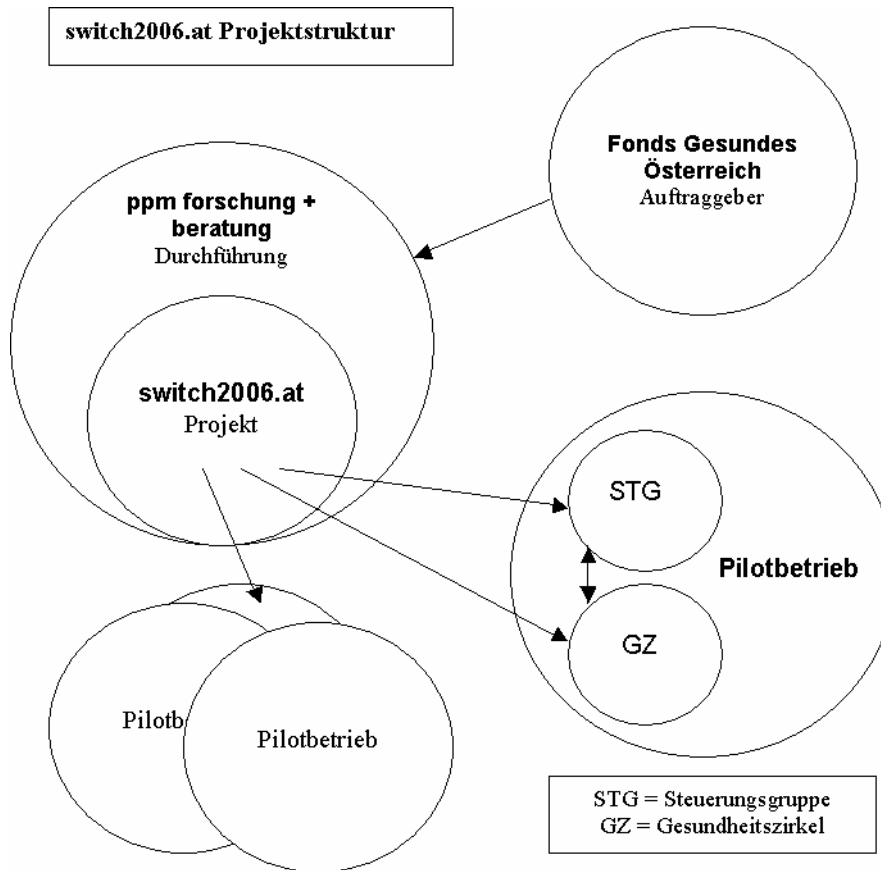 switch2006.at Projektstruktur
Fonds Gesundes
Österreich
Auftraggeber
ppm forschung +
beratung
Durchführung
switch2006.at
Projekt
STG
Pilotbetrieb
GZ
Pilotb
Pilotbetrieb
STG = Steuerungsgruppe
GZ = Gesundheitszirkel